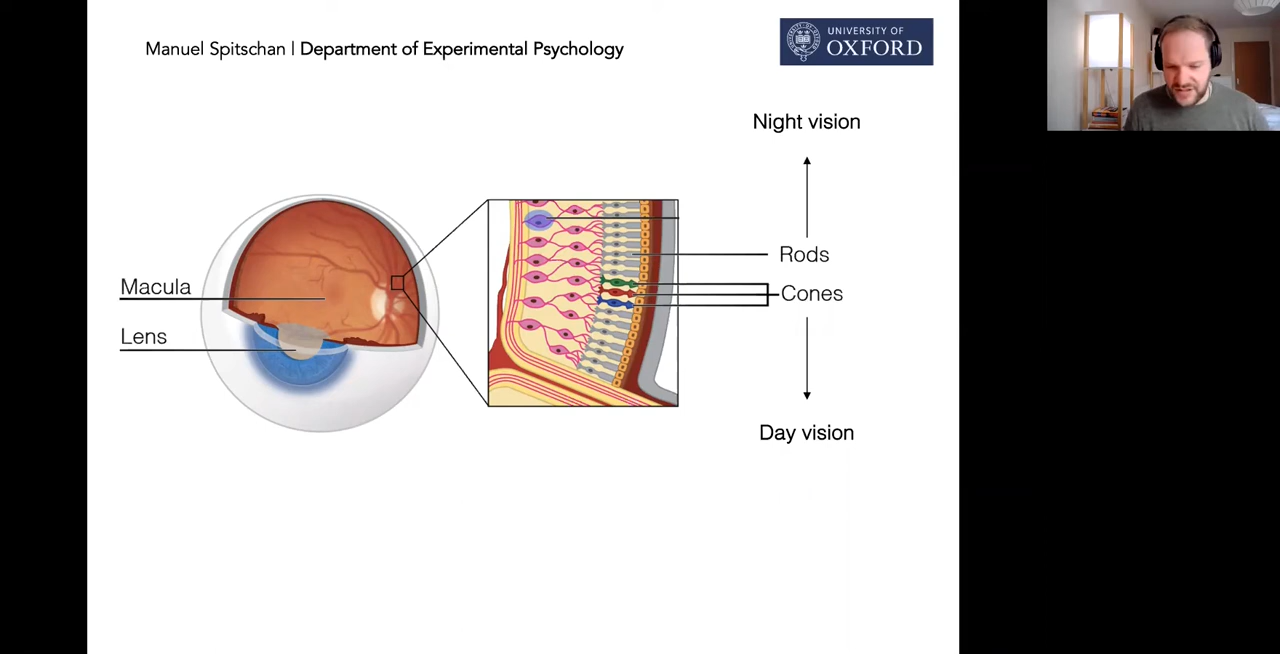 Manuel Spitschan | Department of Experimental Psychology
UNIVERSITY OF
OXFORD
Night vision
Macula
Lens
Rods
Cones
Day vision